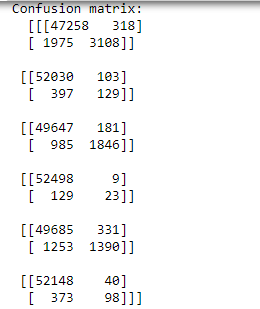 Confusion matrix:
[[[47258 318]
[ 1975 3108]]
[[52030 103]
[ 397 129]]
[[49647 181]
[ 985 1846]]
[[52498 9]
[ 129 23]]
[[49685 331]
[ 1253 1390]]
[[52148 40]
[ 373 98]]]